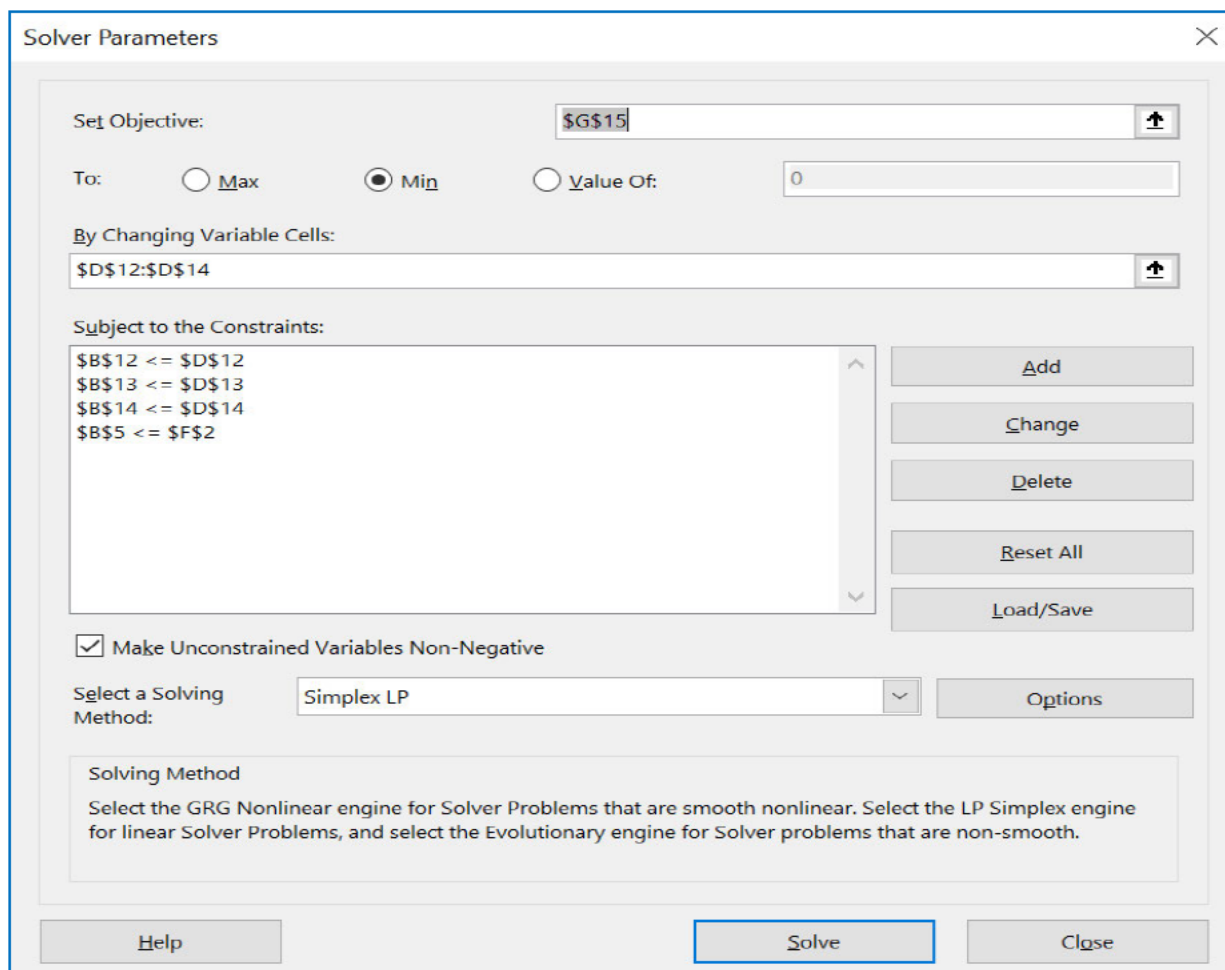 Solver Parameters
Set Objective: $G$15
To: Max Min Value Of: 0
By Changing Variable Cells:
$D$12:$D$14
Subject to the Constraints:
$B$12 <= $D$12
$B$13 <= $D$13
$B$14 <= $D$14
$B$5 <= $F$2
Add
Change
Delete
Reset All
Load/Save
Make Unconstrained Variables Non-Negative
Select a Solving
Method:
Simplex LP
Options
Solving Method
Select the GRG Nonlinear engine for Solver Problems that are smooth nonlinear. Select the LP Simplex engine
for linear Solver Problems, and select the Evolutionary engine for Solver problems that are non-smooth.
Help Solve Close